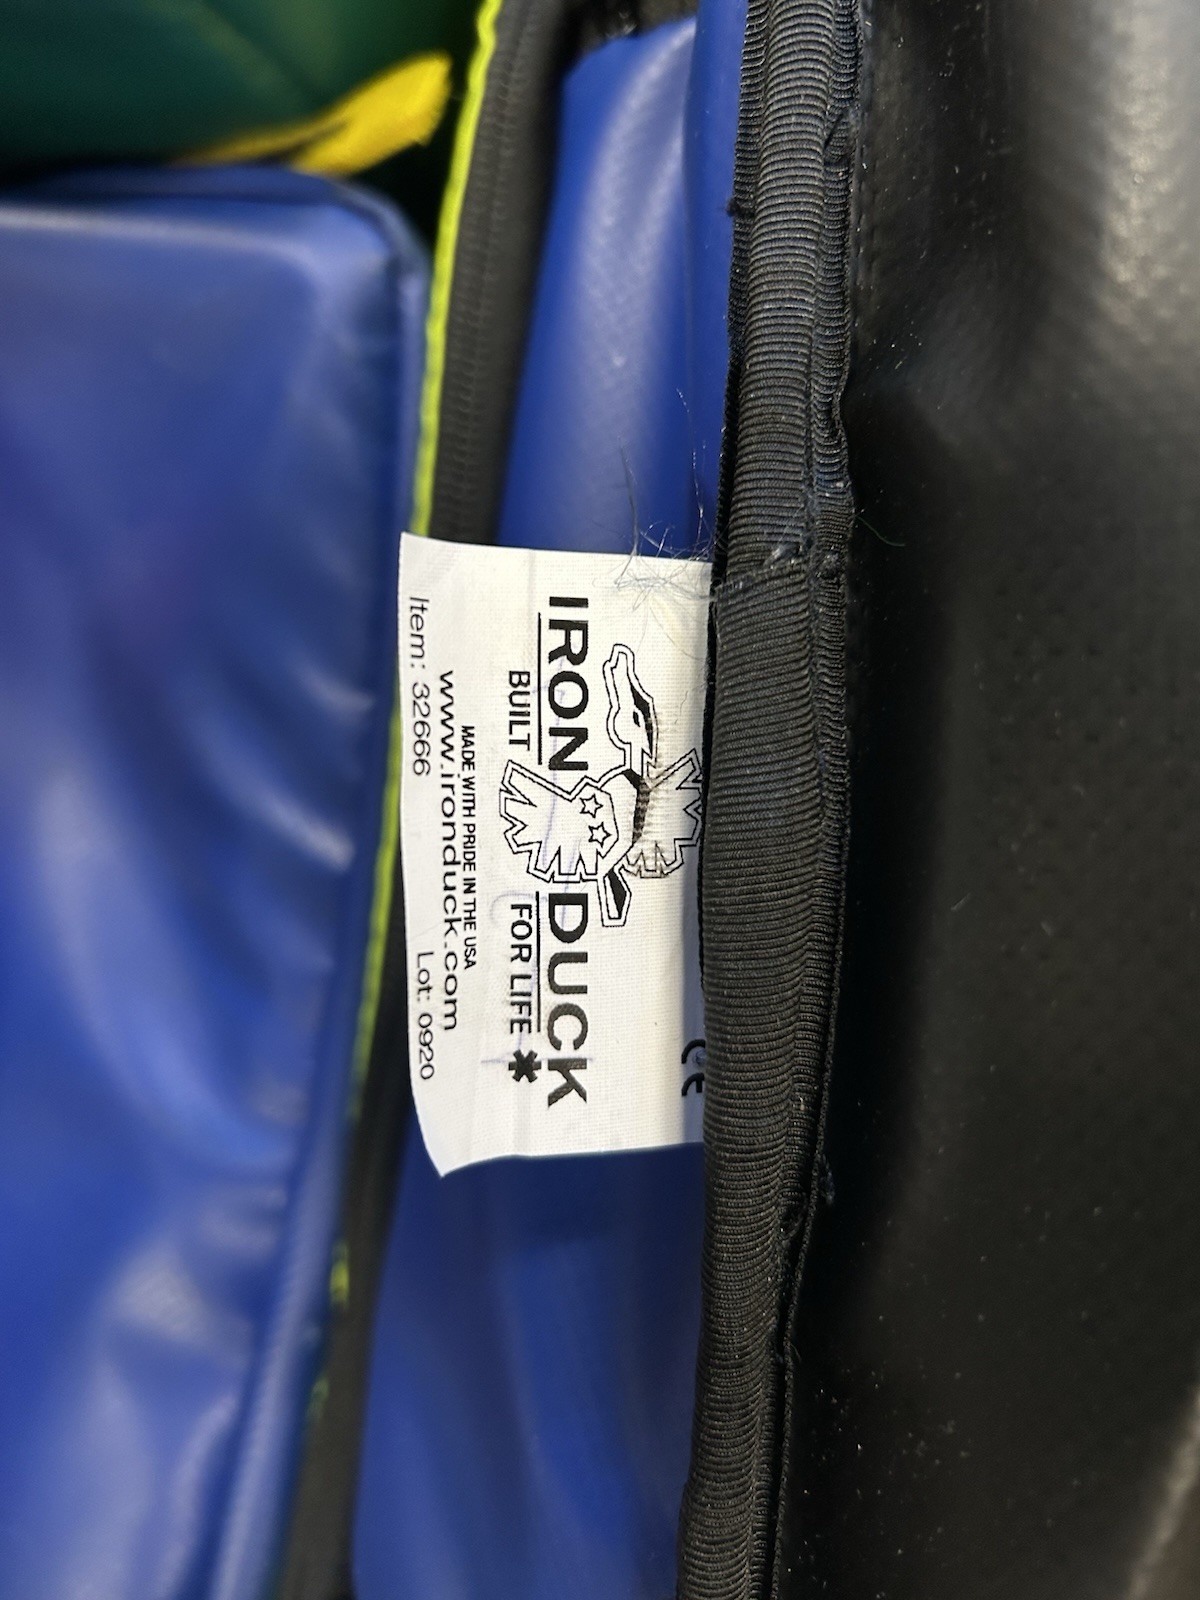 CE
IRON DUCK
BUILT FOR LIFE
MADE WITH PRIDE IN THE USA
www.ironduck.com
Item: 32666 Lot: 0920